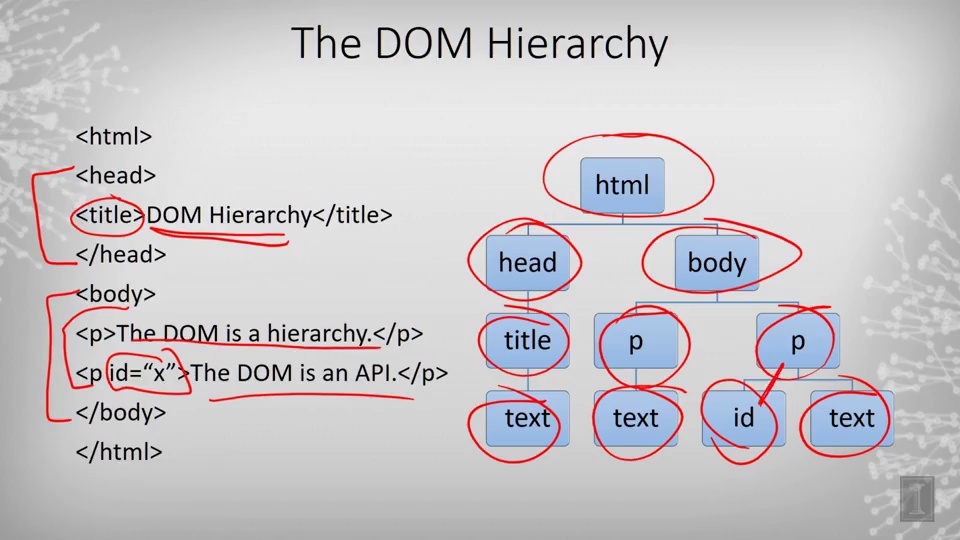 The DOM Hierarchy
<html>
<head>
<title>DOM Hierarchy</title>
</head>
<body>
<p>The DOM is a hierarchy.</p>
<p id=“x”>The DOM is an API.</p>
</body>
</html>
html
head body
title p p
text text id text
I